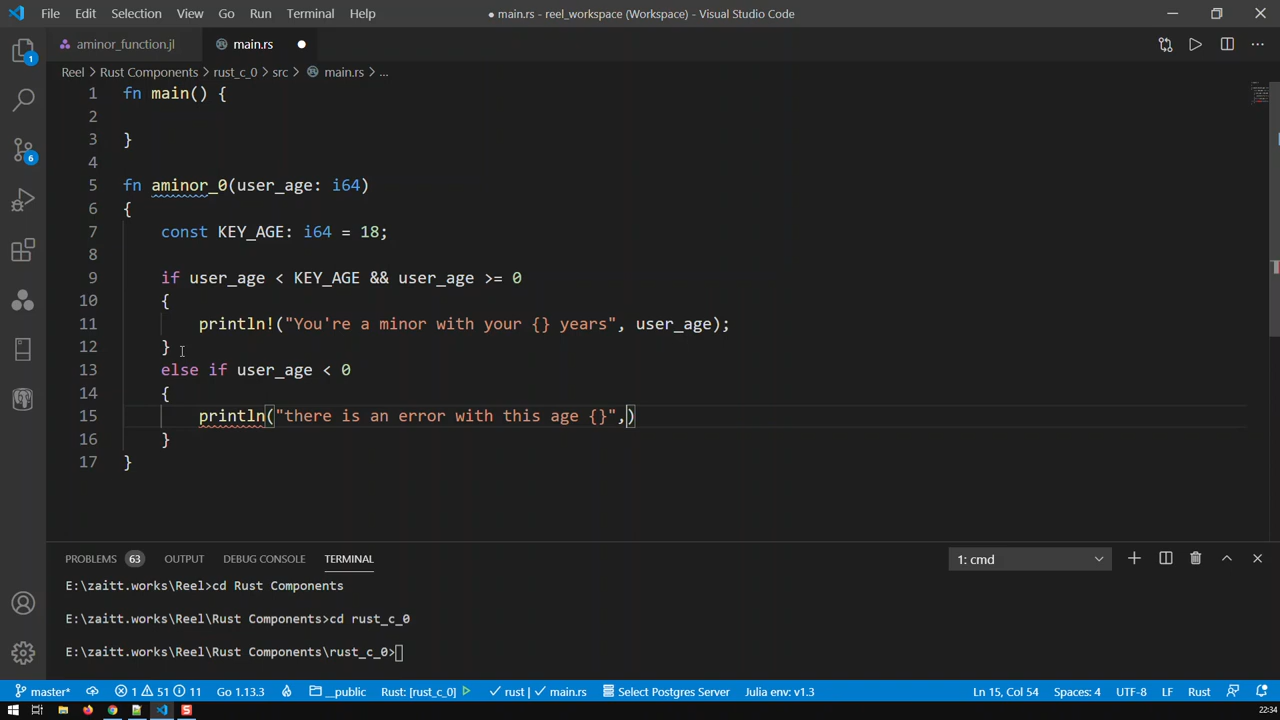 File Edit Selection View Go Run Terminal Help ● main.rs - reel_workspace (Workspace) - Visual Studio Code
aminor_function.jl main.rs
Reel > Rust Components > rust_c_0 > src > main.rs > ...
1 fn main() {
2
3 }
4
5 fn aminor_0(user_age: i64)
6 {
7 const KEY_AGE: i64 = 18;
8
9 if user_age < KEY_AGE && user_age >= 0
10 {
11 println!("You're a minor with your {} years", user_age);
12 }
13 else if user_age < 0
14 {
15 println("there is an error with this age {}",)
16 }
17 }
1
6
PROBLEMS 63 OUTPUT DEBUG CONSOLE TERMINAL 1: cmd
E:\zaitt.works\Reel>cd Rust Components
E:\zaitt.works\Reel\Rust Components>cd rust_c_0
E:\zaitt.works\Reel\Rust Components\rust_c_0>
master* 1 51 11 Go 1.13.3 __public Rust: [rust_c_0] rust | main.rs Select Postgres Server Julia env: v1.3 Ln 15, Col 54 Spaces: 4 UTF-8 LF Rust
22:34